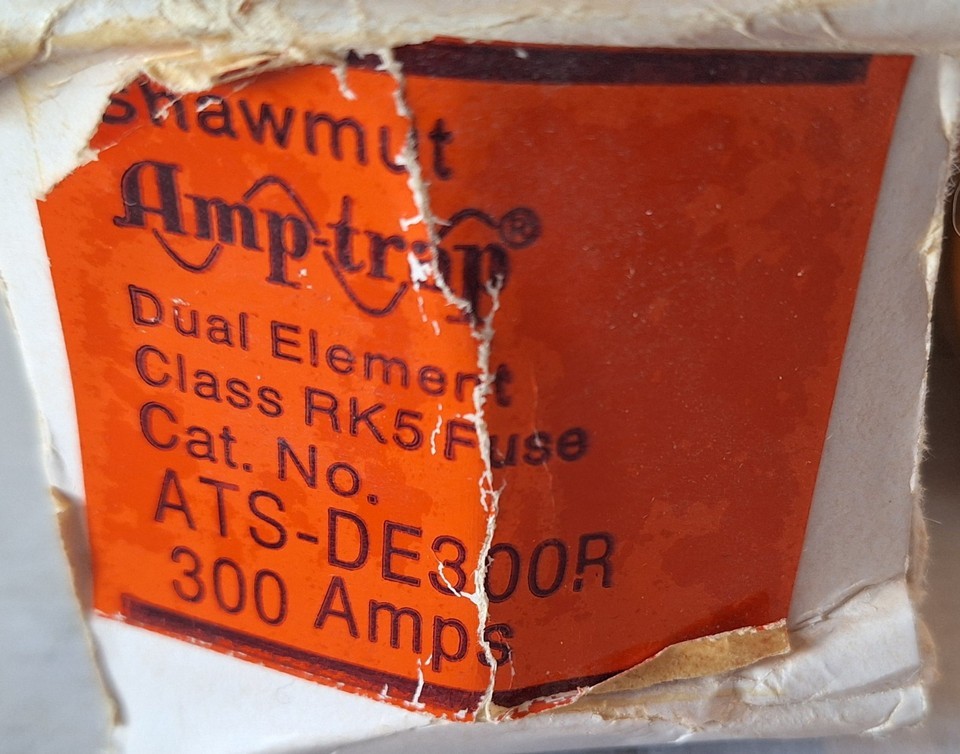 shawmut
Amp-trap®
Dual Element
Class RK5 Fuse
Cat. No.
ATS-DE300R
300 Amps